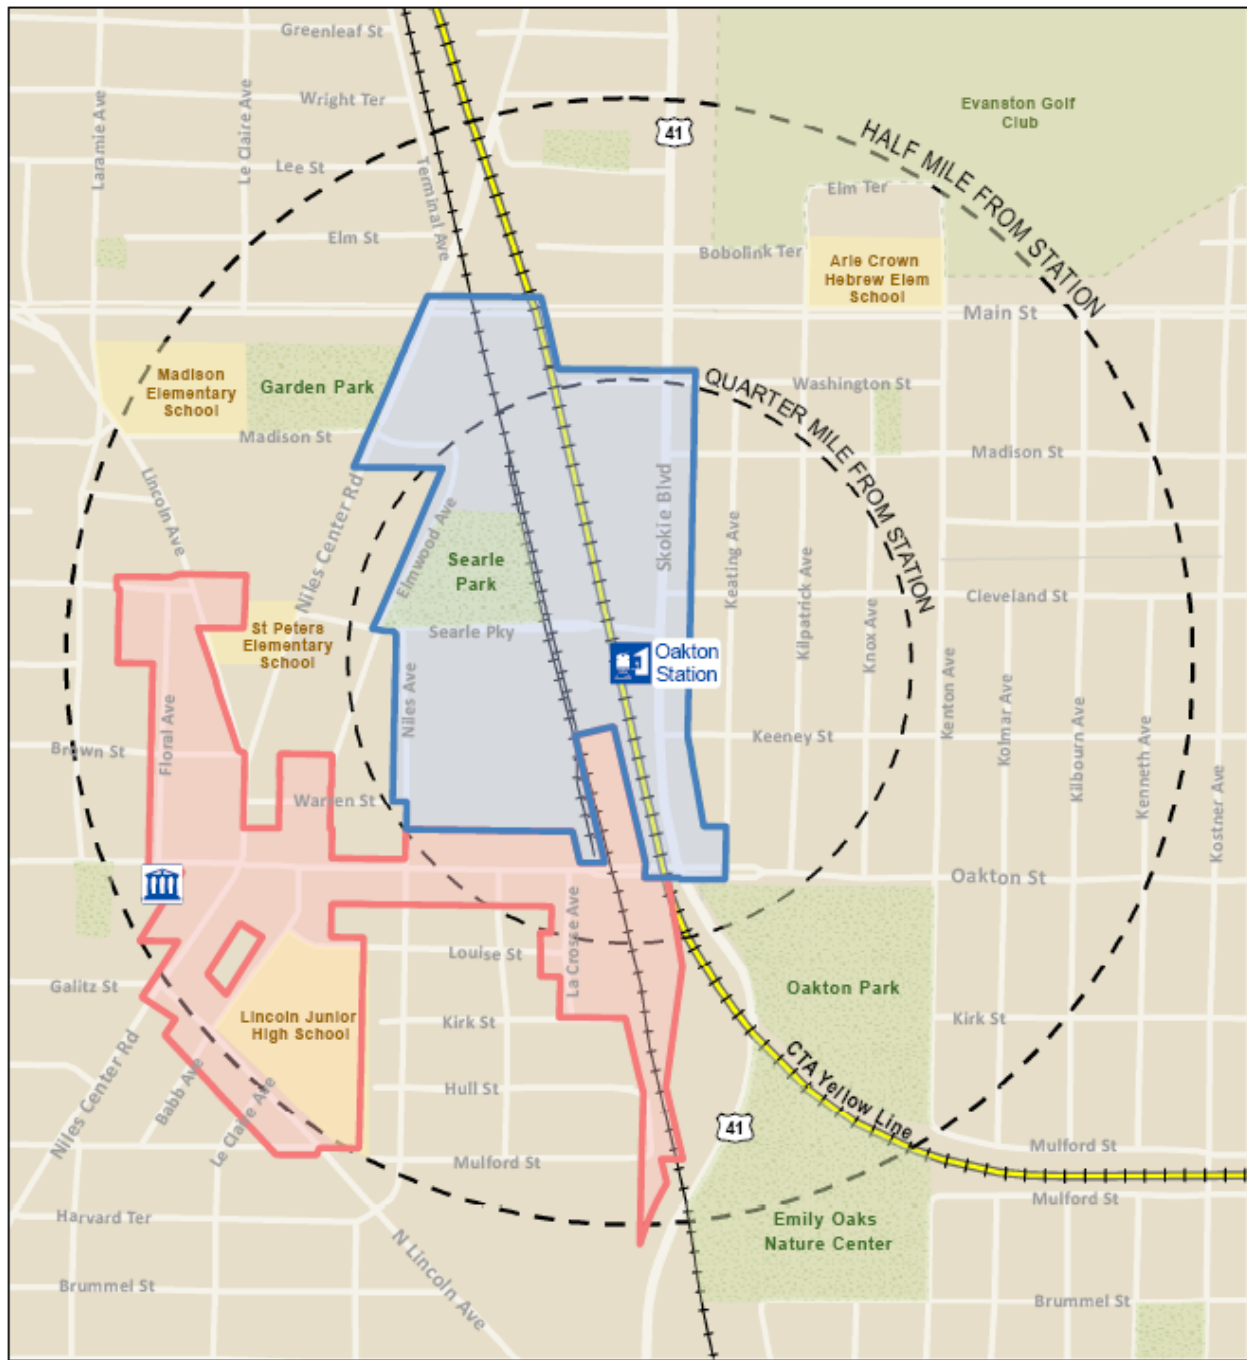 Greenleaf St
Wright Ter
Laramie Ave
Le Claire Ave
Lee St
Terminal Ave
41
Evanston Golf
Club
HALF MILE FROM STATION
Elm Ter
Elm St
Bobolink Ter
Arie Crown
Hebrew Elem
School
Main St
Madison
Elementary
School
Garden Park
Madison St
QUARTER MILE FROM STATION
Washington St
Madison St
Lincoln Ave
Niles Center Rd
Elmwood Ave
Skokie Blvd
Searle
Park
Keating Ave
Kilpatrick Ave
Knox Ave
Cleveland St
St Peters
Elementary
School
Searle Pky
Oakton
Station
Floral Ave
Niles Ave
Kenton Ave
Kolmar Ave
Kilbourn Ave
Kenneth Ave
Kostner Ave
Brown St
Keeney St
Warren St
Oakton St
La Crosse Ave
Louise St
Galitz St
Oakton Park
Lincoln Junior
High School
Kirk St
Kirk St
Niles Center Rd
Babb Ave
Le Claire Ave
Hull St
CTA Yellow Line
41
Mulford St
Mulford St
Mulford St
Harvard Ter
N Lincoln Ave
Emily Oaks
Nature Center
Brummel St
Brummel St